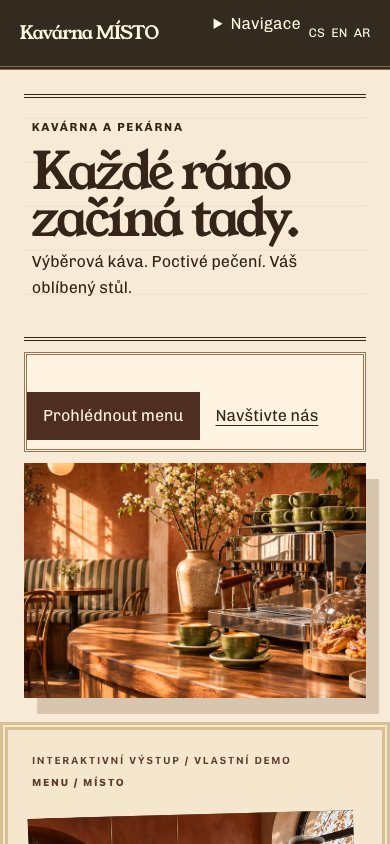 Kavárna MÍSTO
▶ Navigace
CS EN AR
KAVÁRNA A PEKÁRNA
Každé ráno
začíná tady.
Výběrová káva. Poctivé pečení. Váš
oblíbený stůl.
Prohlédnout menu
Navštivte nás
INTERAKTIVNÍ VÝSTUP / VLASTNÍ DEMO
MENU / MÍSTO